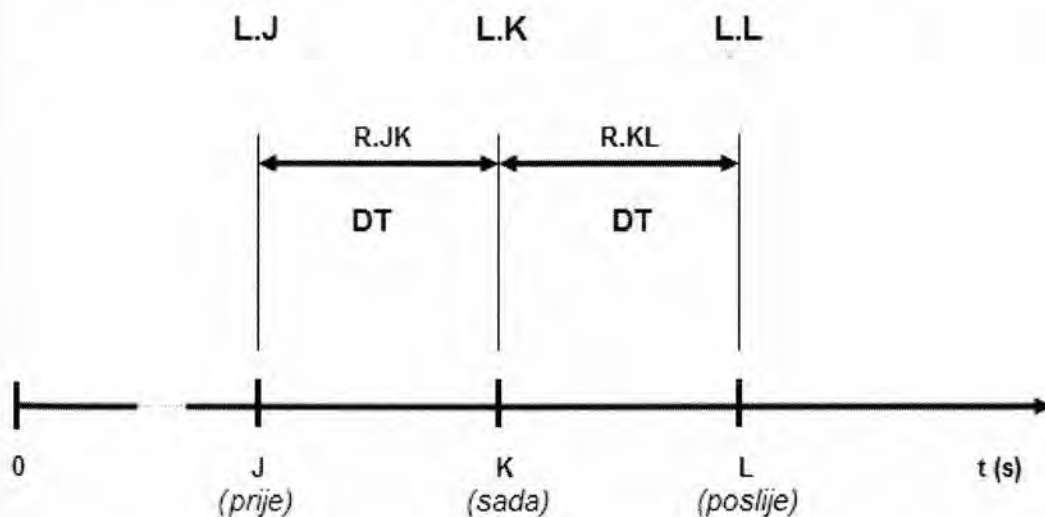 L.J L.K L.L
R.JK R.KL
DT DT
0 J K L t (s)
(prije) (sada) (poslije)